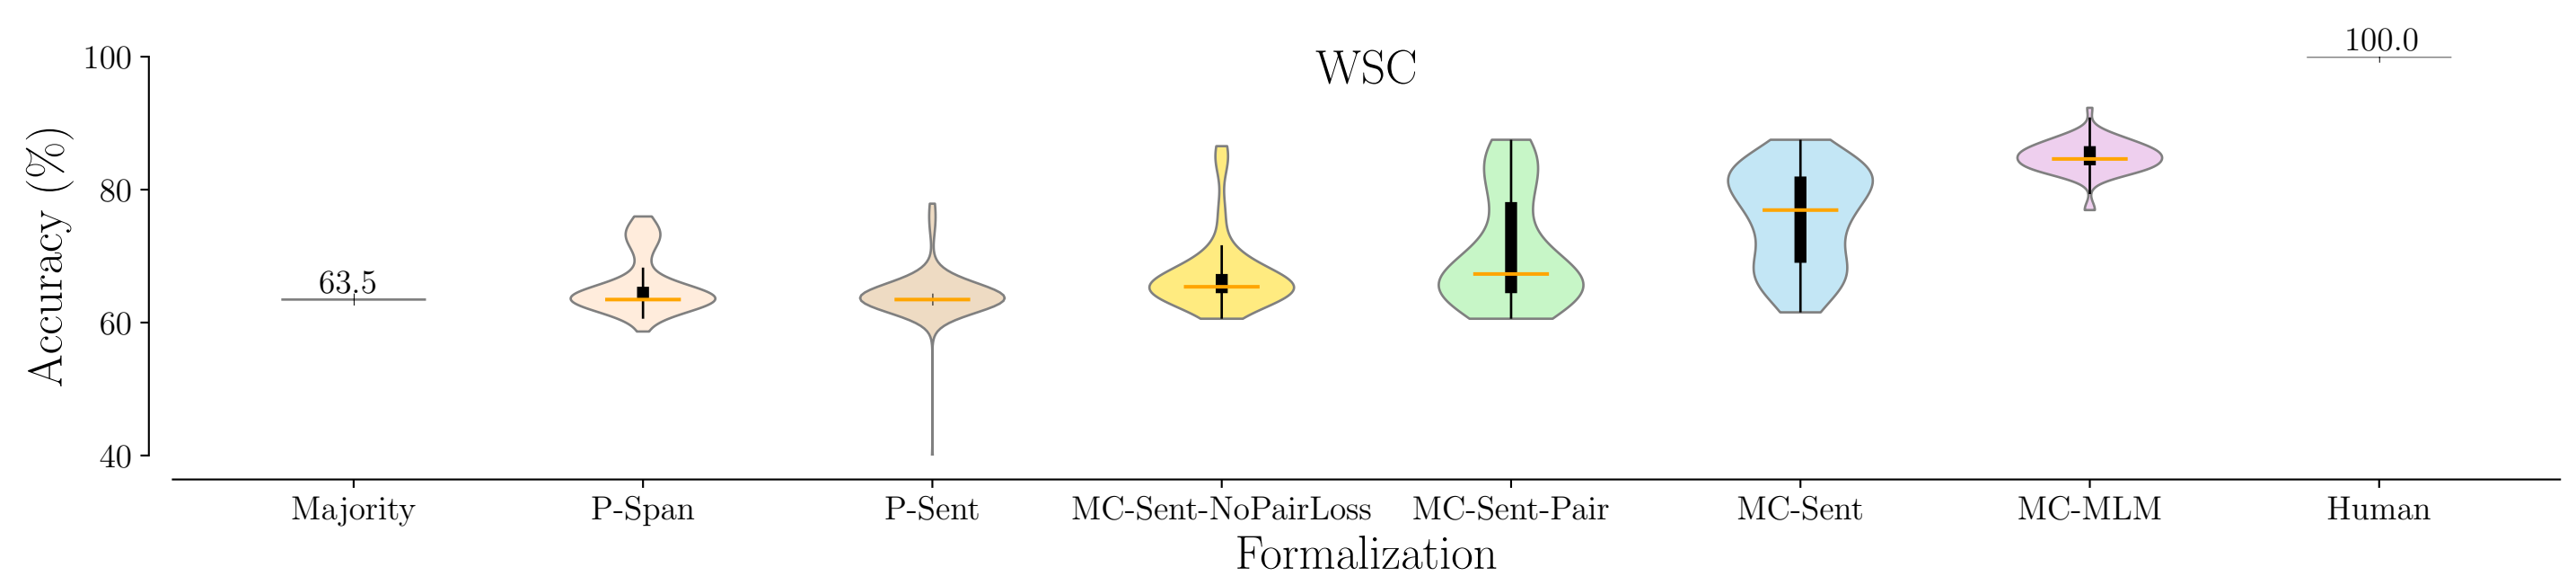 WSC
Accuracy (%)
100
80
60
40
63.5
100.0
Majority
P-Span
P-Sent
MC-Sent-NoPairLoss
MC-Sent-Pair
MC-Sent
MC-MLM
Human
Formalization